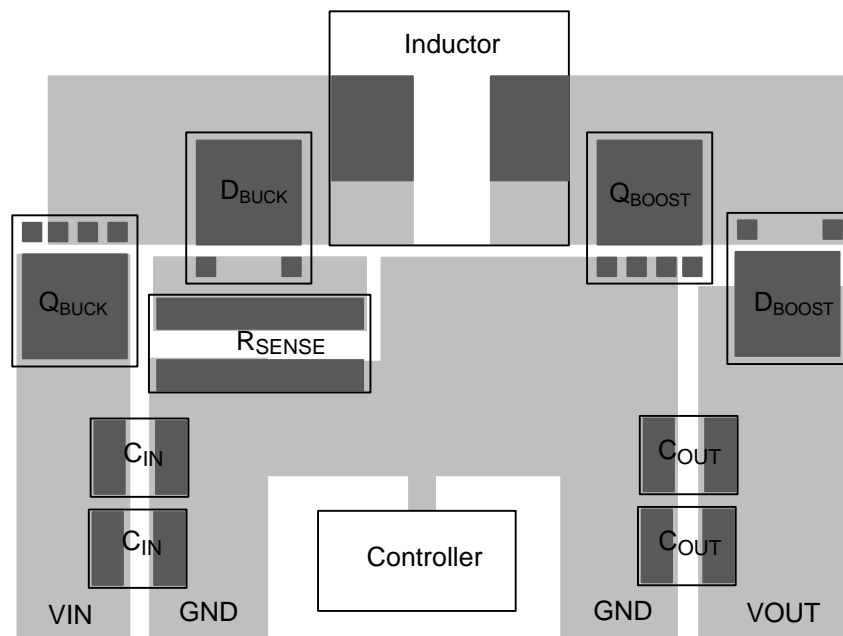 Inductor
DBUCK
QBOOST
QBUCK
DBOOST
RSENSE
CIN
COUT
CIN
COUT
Controller
VIN
GND
GND
VOUT